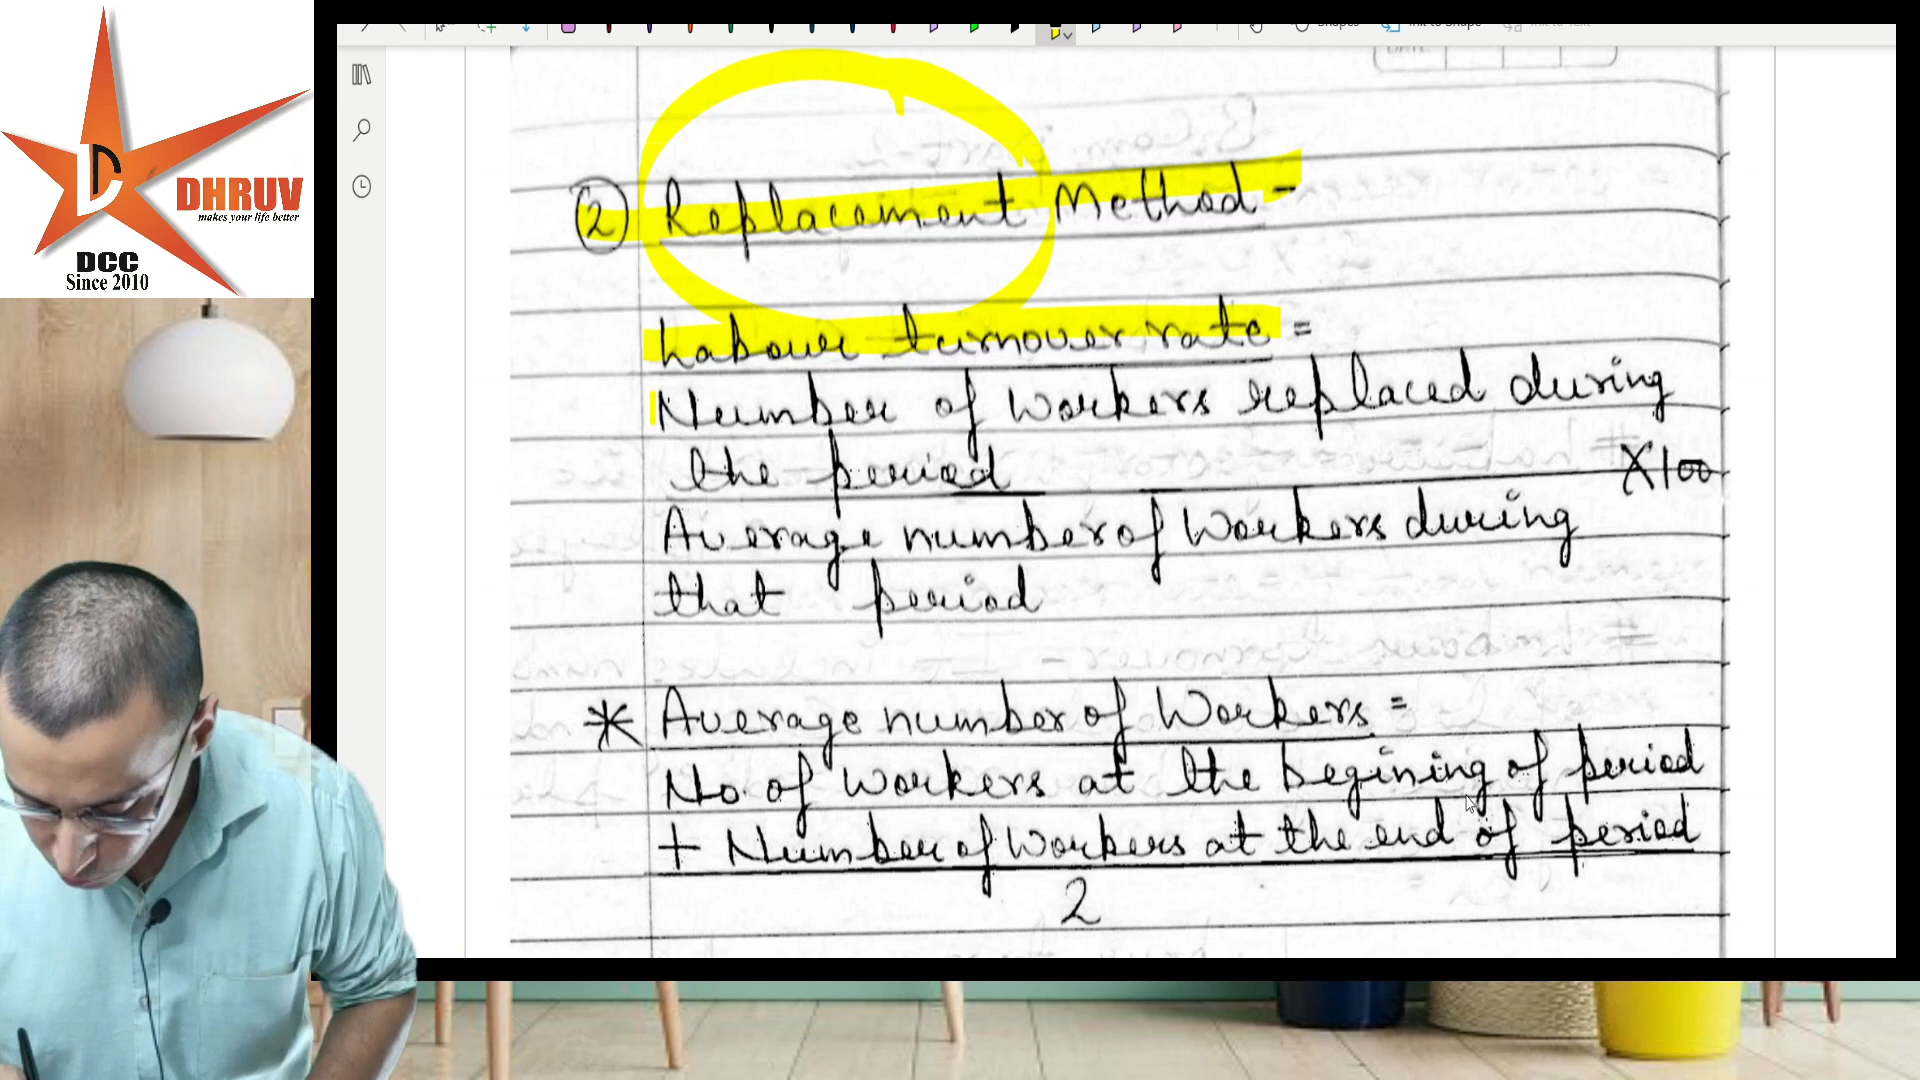 DHRUV
makes your life better
DCC
Since 2010
② Replacement Method -
Labour turnover rate =
Number of workers replaced during
the period
X100
Average number of Workers during
that period
* Average number of Workers =
No. of workers at the begining of period
+ Number of Workers at the end of period
2